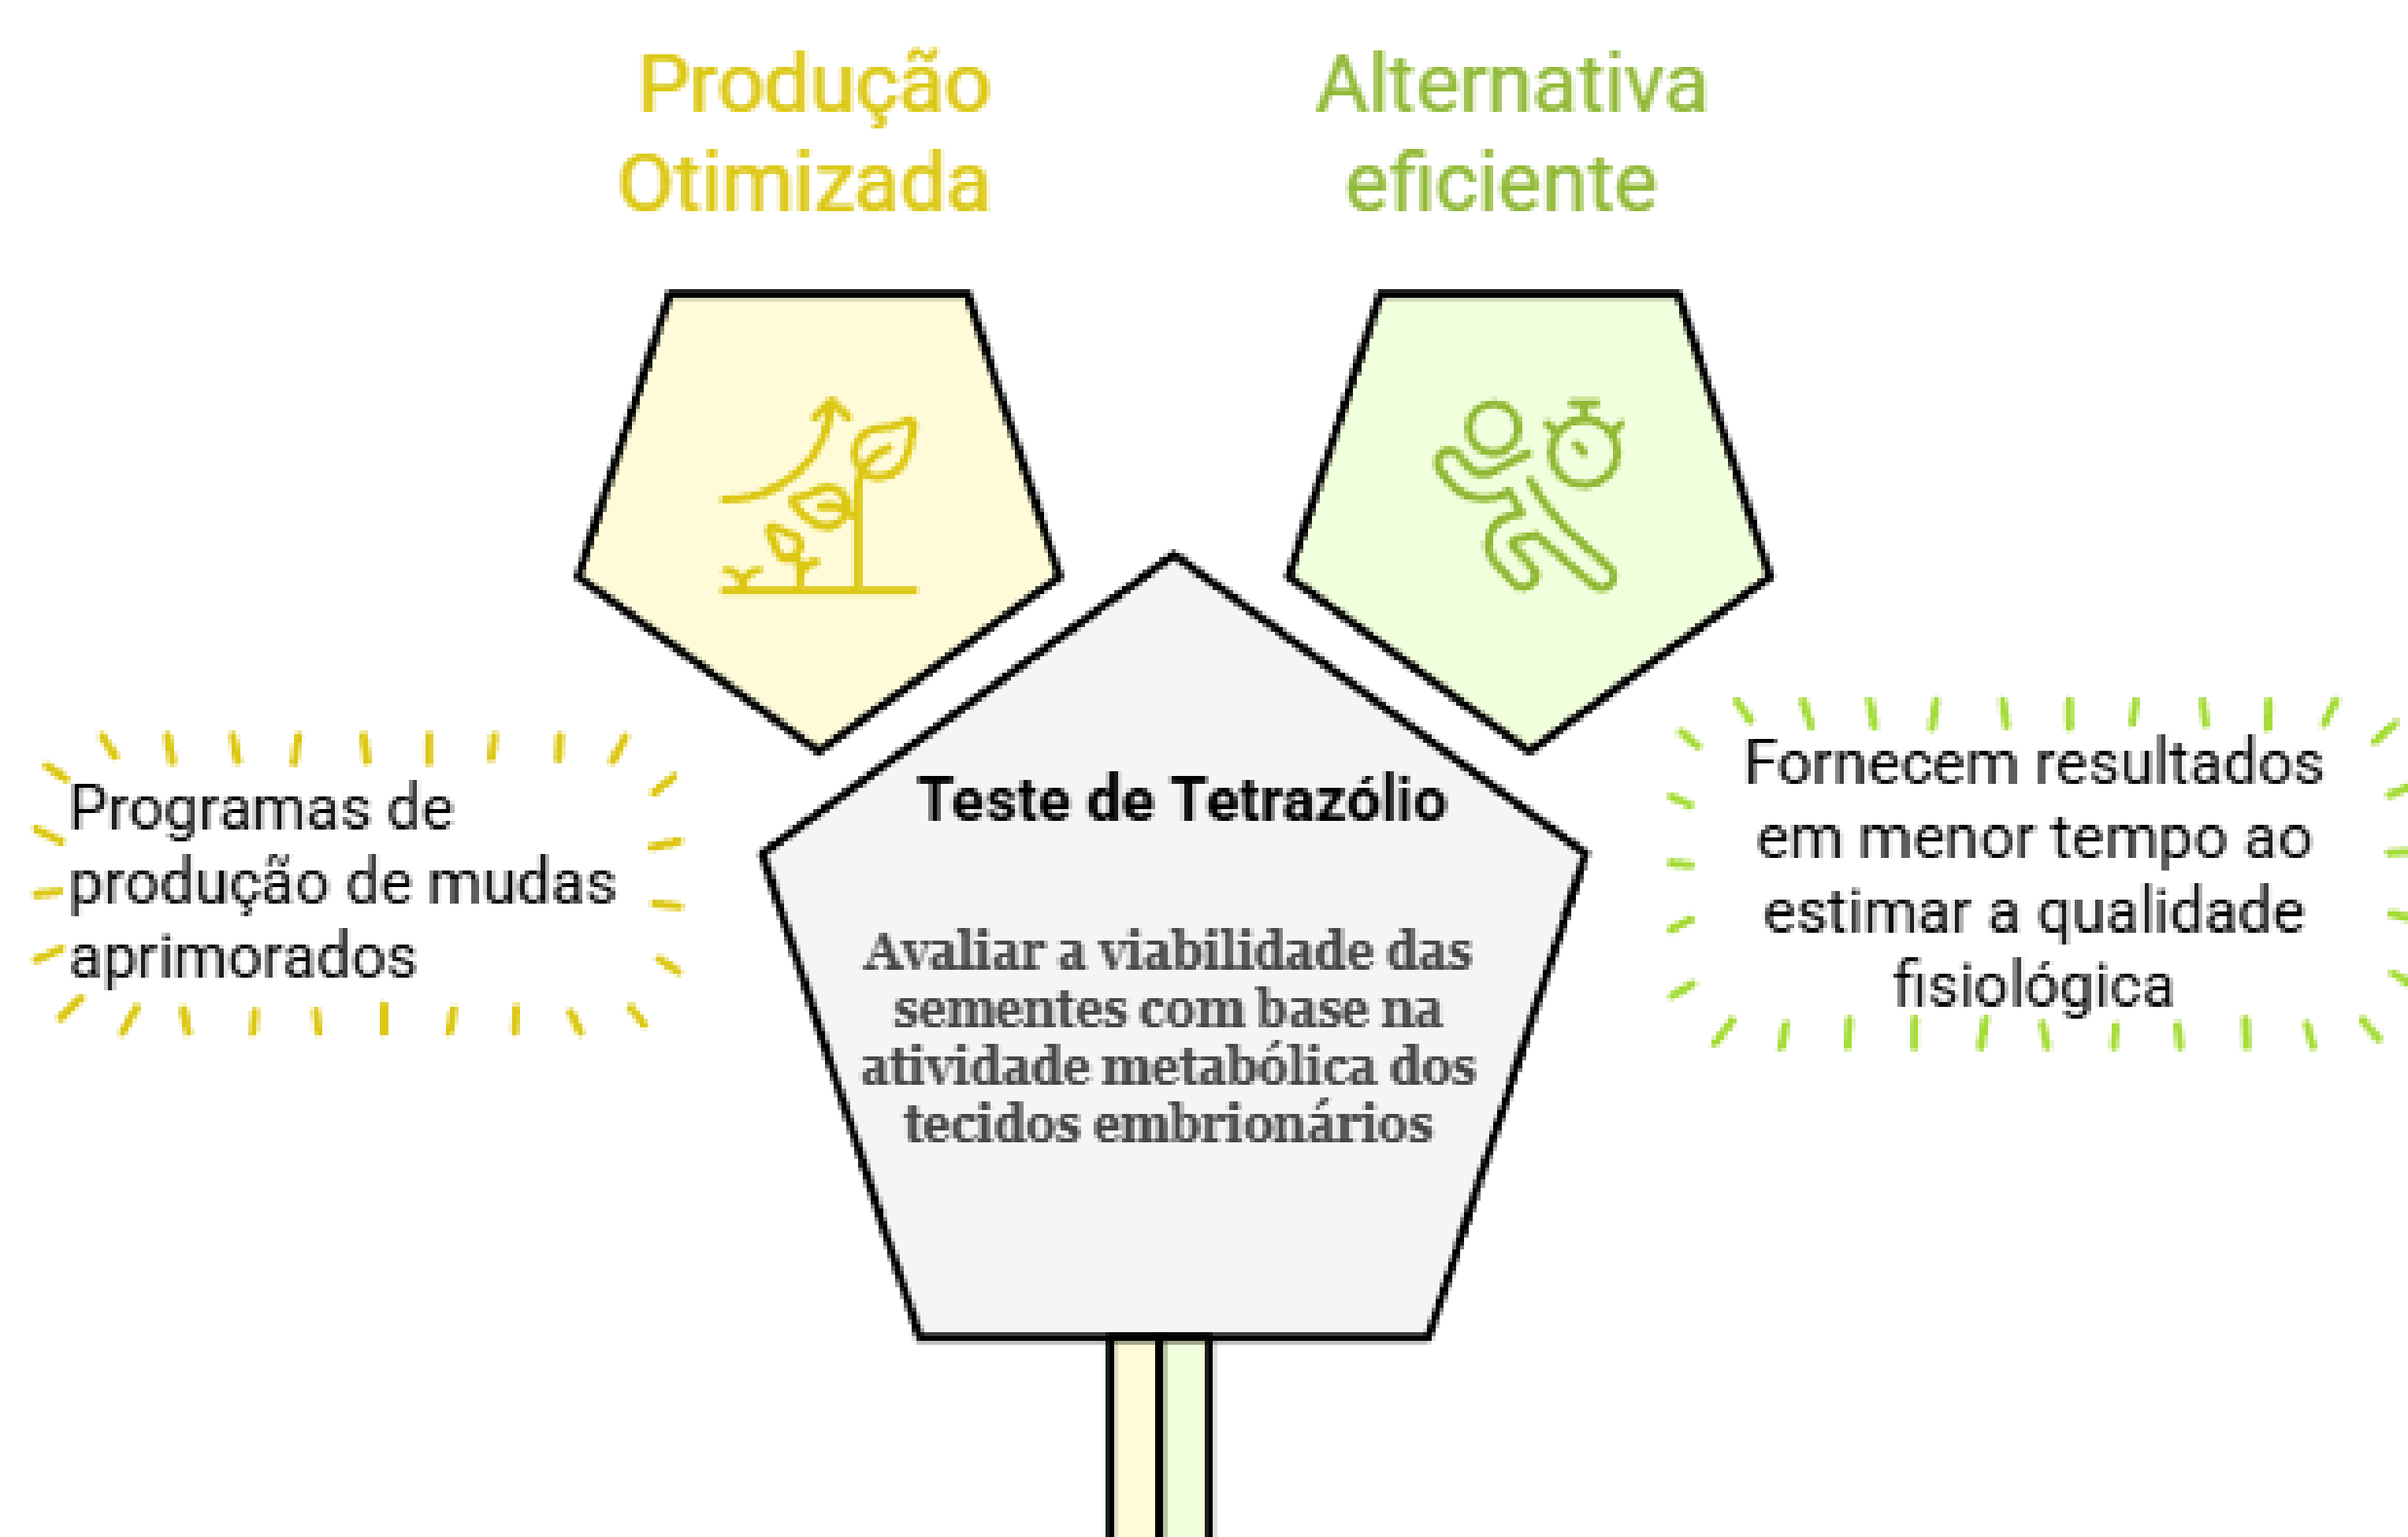 Produção
Otimizada
Alternativa
eficiente
Programas de
produção de mudas
aprimorados
Teste de Tetrazólio
Avaliar a viabilidade das
sementes com base na
atividade metabólica dos
tecidos embrionários
Fornecem resultados
em menor tempo ao
estimar a qualidade
fisiológica